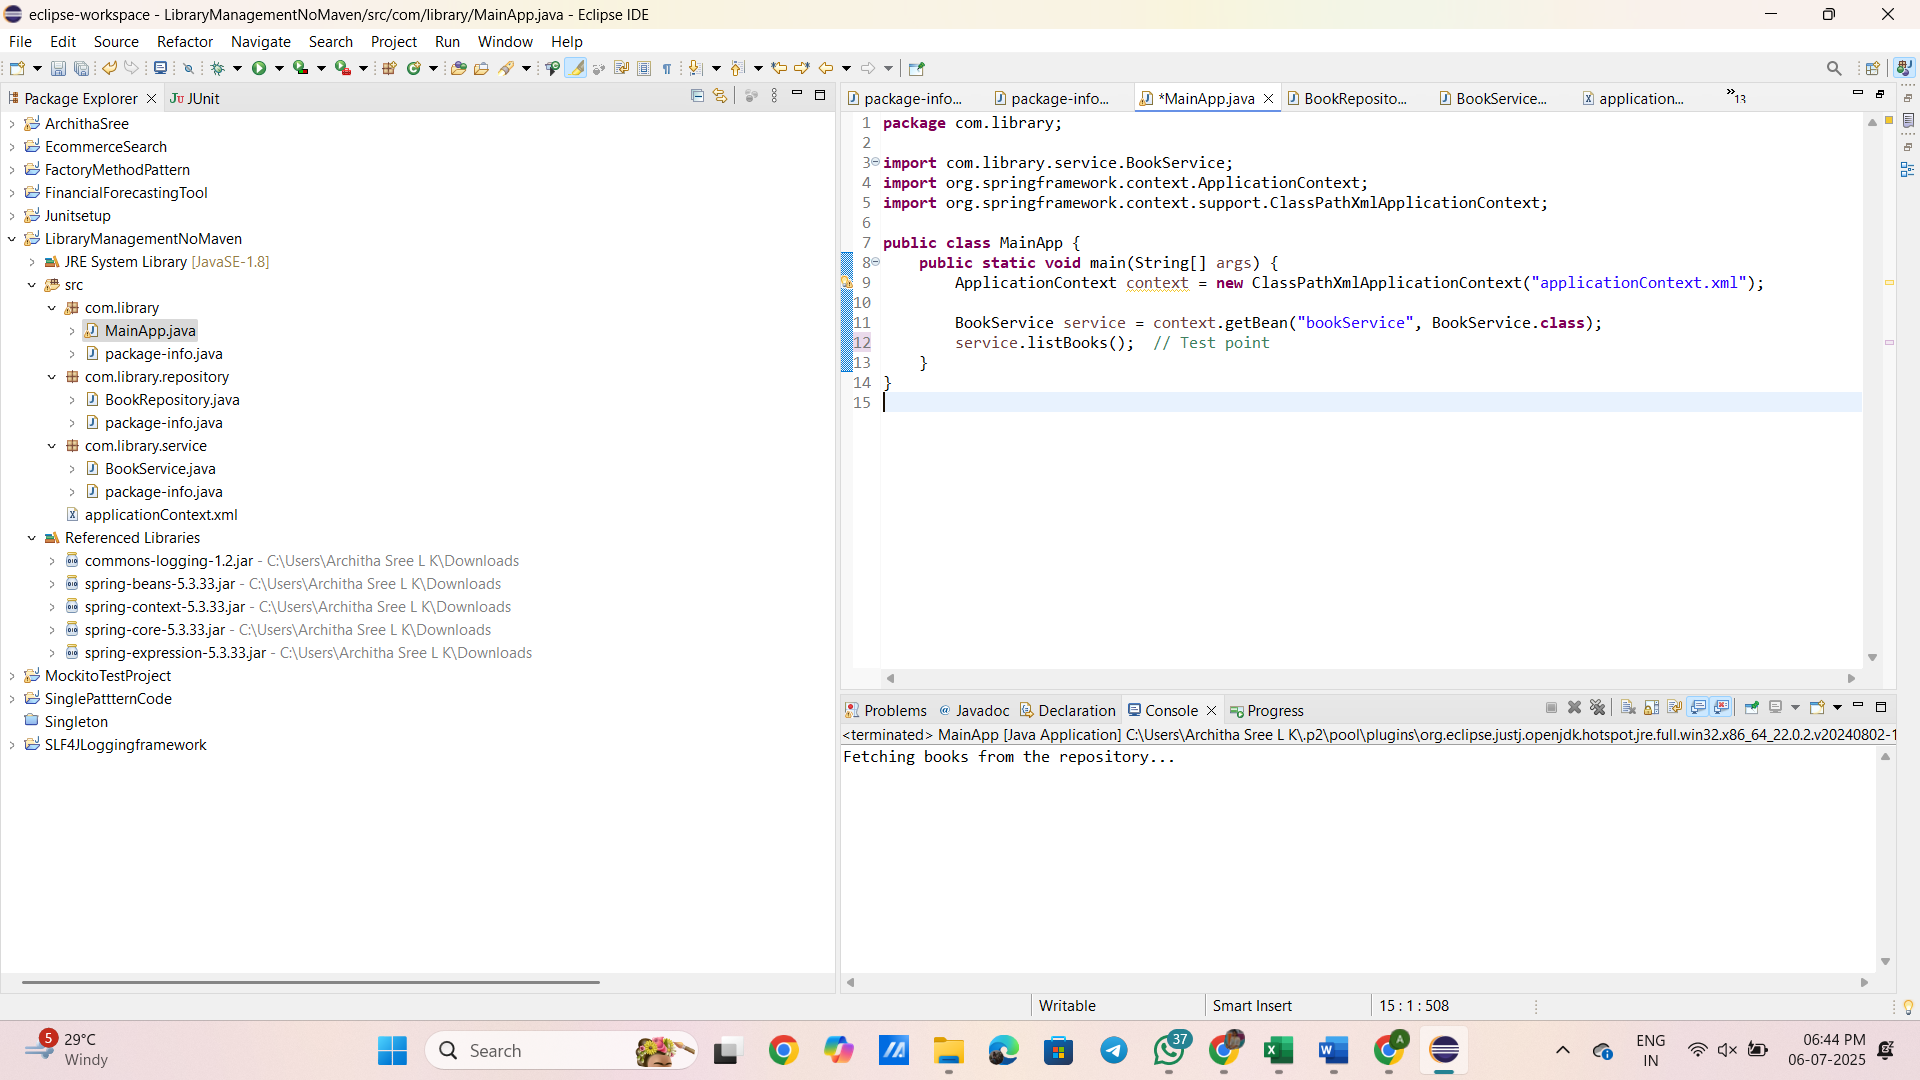 eclipse-workspace - LibraryManagementNoMaven/src/com/library/MainApp.java - Eclipse IDE
File Edit Source Refactor Navigate Search Project Run Window Help
Package Explorer JUnit
ArchithaSree
EcommerceSearch
FactoryMethodPattern
FinancialForecastingTool
Junitsetup
LibraryManagementNoMaven
JRE System Library [JavaSE-1.8]
src
com.library
MainApp.java
package-info.java
com.library.repository
BookRepository.java
package-info.java
com.library.service
BookService.java
package-info.java
applicationContext.xml
Referenced Libraries
commons-logging-1.2.jar - C:\Users\Architha Sree L K\Downloads
spring-beans-5.3.33.jar - C:\Users\Architha Sree L K\Downloads
spring-context-5.3.33.jar - C:\Users\Architha Sree L K\Downloads
spring-core-5.3.33.jar - C:\Users\Architha Sree L K\Downloads
spring-expression-5.3.33.jar - C:\Users\Architha Sree L K\Downloads
MockitoTestProject
SinglePattternCode
Singleton
SLF4JLoggingframework
package-info... package-info... *MainApp.java BookReposito... BookService... application... »13
1 package com.library;
2
3 import com.library.service.BookService;
4 import org.springframework.context.ApplicationContext;
5 import org.springframework.context.support.ClassPathXmlApplicationContext;
6
7 public class MainApp {
8 public static void main(String[] args) {
9 ApplicationContext context = new ClassPathXmlApplicationContext("applicationContext.xml");
10
11 BookService service = context.getBean("bookService", BookService.class);
12 service.listBooks(); // Test point
13 }
14 }
15
Problems Javadoc Declaration Console Progress
<terminated> MainApp [Java Application] C:\Users\Architha Sree L K\.p2\pool\plugins\org.eclipse.justj.openjdk.hotspot.jre.full.win32.x86_64_22.0.2.v20240802-1
Fetching books from the repository...
Writable Smart Insert 15 : 1 : 508
5 29°C
Windy
Search
37
A
ENG
IN
06:44 PM
06-07-2025